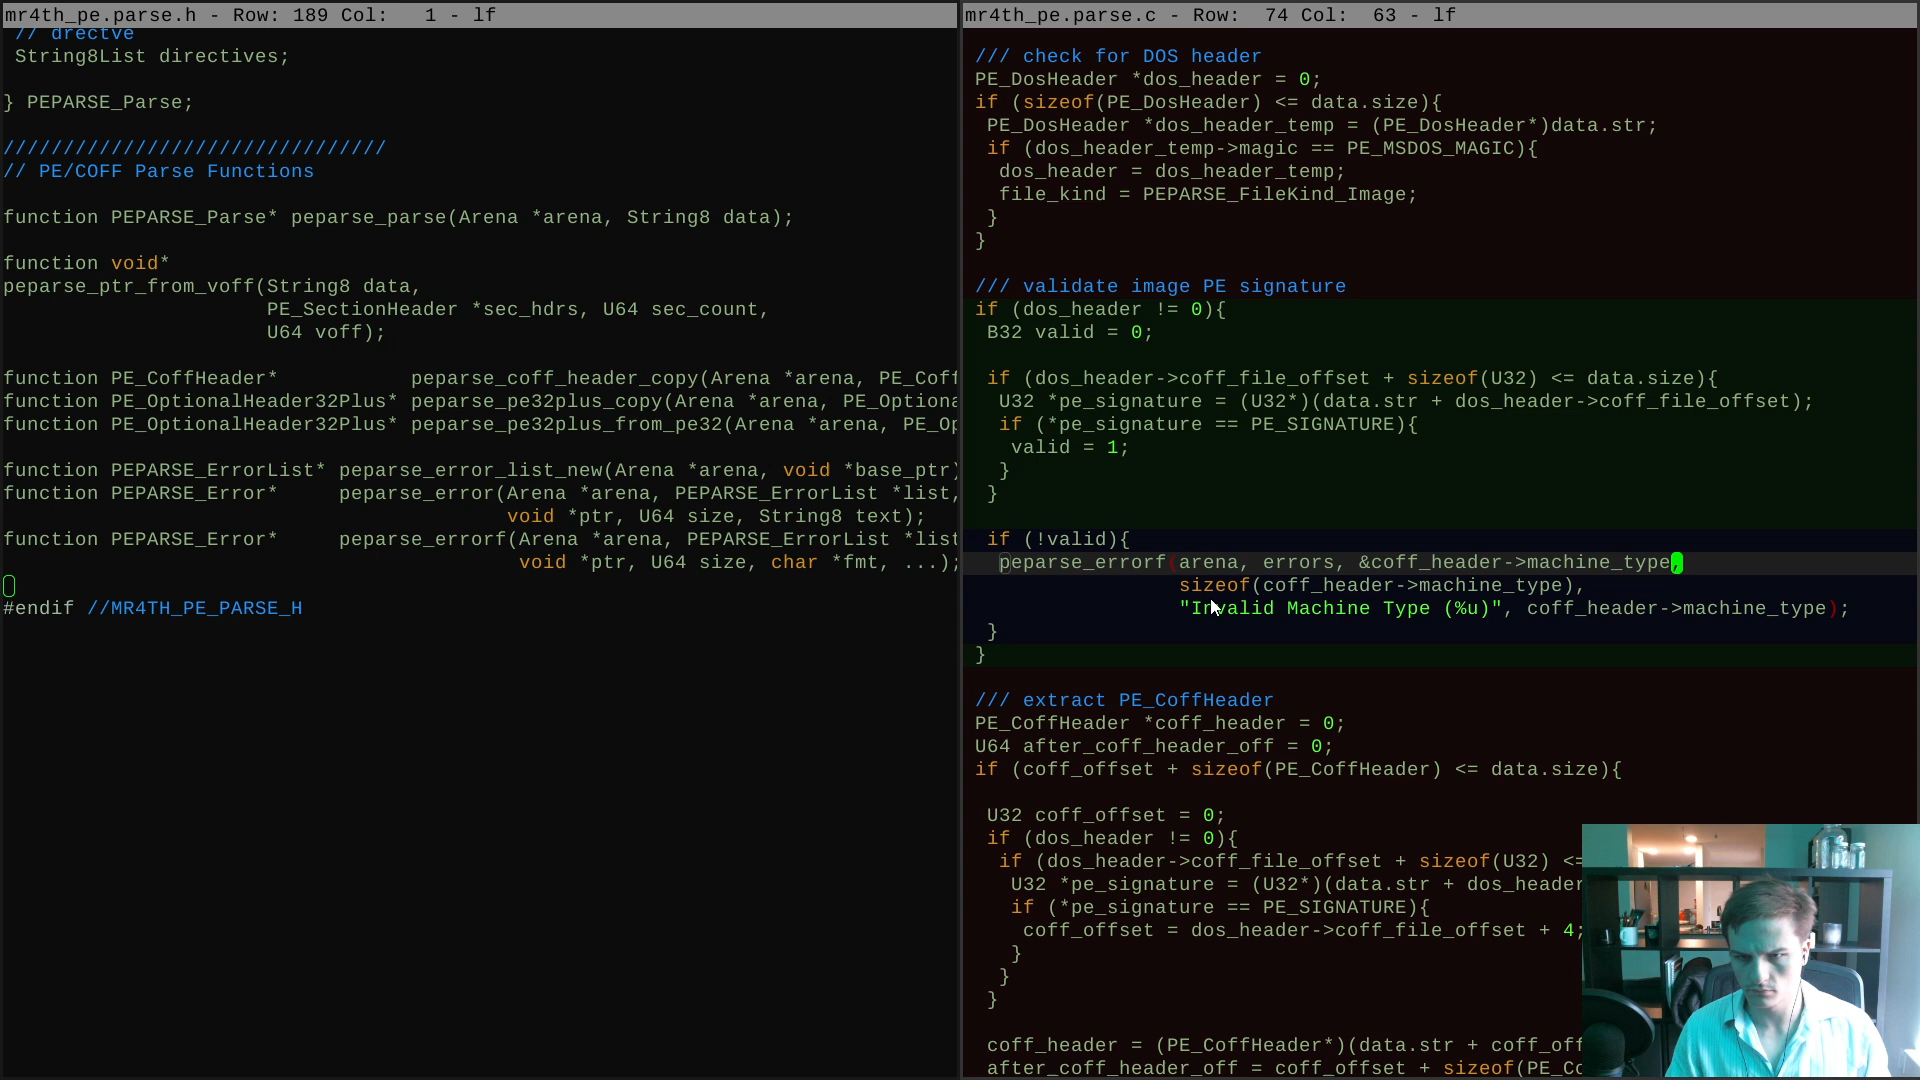 mr4th_pe.parse.h - Row: 189 Col:   1 - lf
// drectve
String8List directives;
} PEPARSE_Parse;
////////////////////////////////
// PE/COFF Parse Functions
function PEPARSE_Parse* peparse_parse(Arena *arena, String8 data);
function void*
peparse_ptr_from_voff(String8 data,
PE_SectionHeader *sec_hdrs, U64 sec_count,
U64 voff);
function PE_CoffHeader*           peparse_coff_header_copy(Arena *arena, PE_Coff
function PE_OptionalHeader32Plus* peparse_pe32plus_copy(Arena *arena, PE_Optiona
function PE_OptionalHeader32Plus* peparse_pe32plus_from_pe32(Arena *arena, PE_Op
function PEPARSE_ErrorList* peparse_error_list_new(Arena *arena, void *base_ptr)
function PEPARSE_Error*     peparse_error(Arena *arena, PEPARSE_ErrorList *list,
void *ptr, U64 size, String8 text);
function PEPARSE_Error*     peparse_errorf(Arena *arena, PEPARSE_ErrorList *list
void *ptr, U64 size, char *fmt, ...);
#endif //MR4TH_PE_PARSE_H
mr4th_pe.parse.c - Row:  74 Col:  63 - lf
/// check for DOS header
PE_DosHeader *dos_header = 0;
if (sizeof(PE_DosHeader) <= data.size){
PE_DosHeader *dos_header_temp = (PE_DosHeader*)data.str;
if (dos_header_temp->magic == PE_MSDOS_MAGIC){
dos_header = dos_header_temp;
file_kind = PEPARSE_FileKind_Image;
}
}
/// validate image PE signature
if (dos_header != 0){
B32 valid = 0;
if (dos_header->coff_file_offset + sizeof(U32) <= data.size){
U32 *pe_signature = (U32*)(data.str + dos_header->coff_file_offset);
if (*pe_signature == PE_SIGNATURE){
valid = 1;
}
}
if (!valid){
peparse_errorf(arena, errors, &coff_header->machine_type,
sizeof(coff_header->machine_type),
"Invalid Machine Type (%u)", coff_header->machine_type);
}
}
/// extract PE_CoffHeader
PE_CoffHeader *coff_header = 0;
U64 after_coff_header_off = 0;
if (coff_offset + sizeof(PE_CoffHeader) <= data.size){
U32 coff_offset = 0;
if (dos_header != 0){
if (dos_header->coff_file_offset + sizeof(U32) <=
U32 *pe_signature = (U32*)(data.str + dos_header
if (*pe_signature == PE_SIGNATURE){
coff_offset = dos_header->coff_file_offset + 4;
}
}
}
coff_header = (PE_CoffHeader*)(data.str + coff_off
after_coff_header_off = coff_offset + sizeof(PE_Co